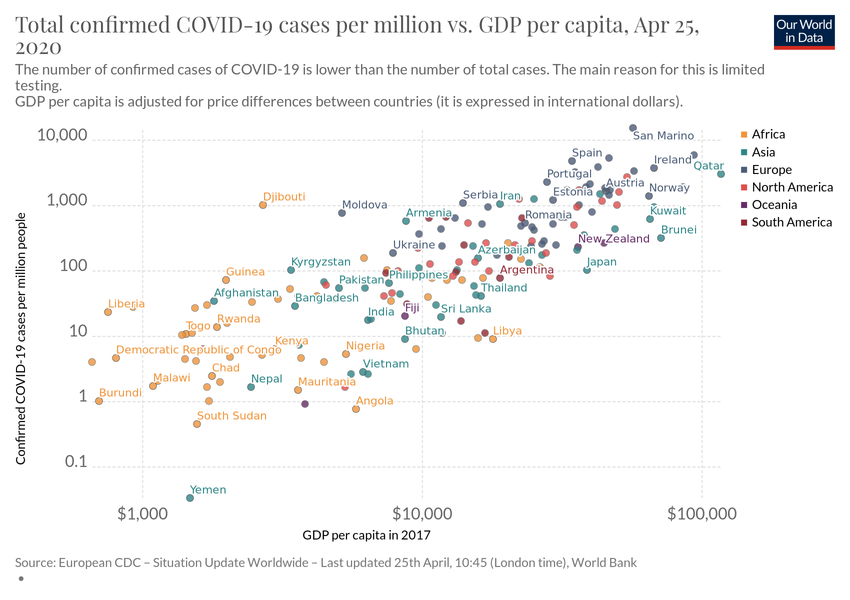 Total confirmed COVID-19 cases per million vs. GDP per capita, Apr 25,
2020
Our World
in Data
The number of confirmed cases of COVID-19 is lower than the number of total cases. The main reason for this is limited
testing.
GDP per capita is adjusted for price differences between countries (it is expressed in international dollars).
10,000
1,000
100
10
1
0.1
Confirmed COVID-19 cases per million people
San Marino
Spain
Ireland
Qatar
Portugal
Austria
Norway
Djibouti
Serbia
Iran
Estonia
Moldova
Armenia
Romania
Kuwait
Brunei
Ukraine
Azerbaijan
New Zealand
Kyrgyzstan
Japan
Guinea
Pakistan
Philippines
Argentina
Afghanistan
Bangladesh
Thailand
Liberia
India
Fiji
Sri Lanka
Togo
Rwanda
Bhutan
Libya
Democratic Republic of Congo
Kenya
Nigeria
Chad
Vietnam
Malawi
Nepal
Mauritania
Burundi
Angola
South Sudan
Yemen
$1,000
$10,000
$100,000
GDP per capita in 2017
Africa
Asia
Europe
North America
Oceania
South America
Source: European CDC – Situation Update Worldwide – Last updated 25th April, 10:45 (London time), World Bank